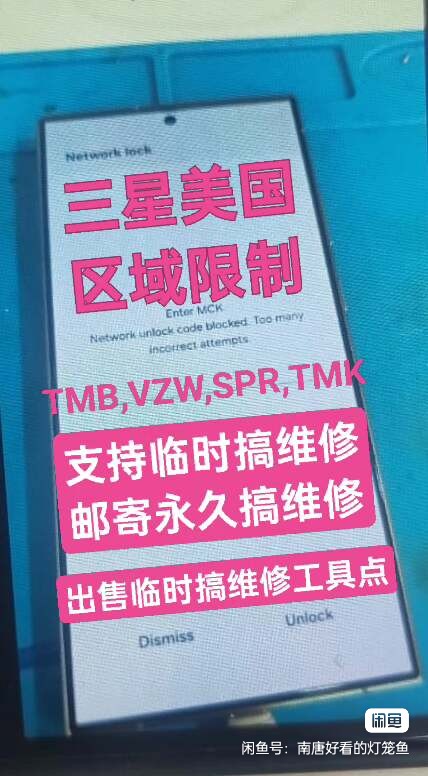 Network lock
三星美国
区域限制
Enter MCK
Network unlock code blocked. Too many
incorrect attempts.
TMB,VZW,SPR,TMK
支持临时搞维修
邮寄永久搞维修
出售临时搞维修工具点
Dismiss
Unlock
闲鱼
闲鱼号：南唐好看的灯笼鱼